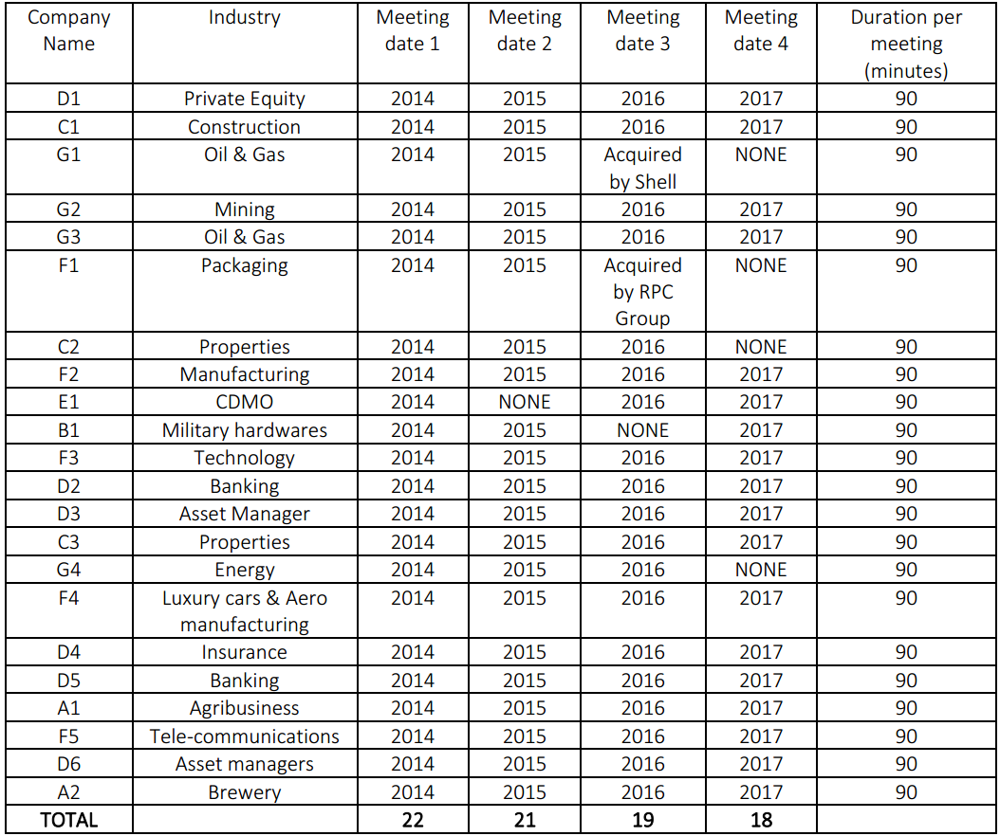 Company Name Industry Meeting date 1 Meeting date 2 Meeting date 3 Meeting date 4 Duration per meeting (minutes)
D1 Private Equity 2014 2015 2016 2017 90
C1 Construction 2014 2015 2016 2017 90
G1 Oil & Gas 2014 2015 Acquired by Shell NONE 90
G2 Mining 2014 2015 2016 2017 90
G3 Oil & Gas 2014 2015 2016 2017 90
F1 Packaging 2014 2015 Acquired by RPC Group NONE 90
C2 Properties 2014 2015 2016 NONE 90
F2 Manufacturing 2014 2015 2016 2017 90
E1 CDMO 2014 NONE 2016 2017 90
B1 Military hardwares 2014 2015 NONE 2017 90
F3 Technology 2014 2015 2016 2017 90
D2 Banking 2014 2015 2016 2017 90
D3 Asset Manager 2014 2015 2016 2017 90
C3 Properties 2014 2015 2016 2017 90
G4 Energy 2014 2015 2016 NONE 90
F4 Luxury cars & Aero manufacturing 2014 2015 2016 2017 90
D4 Insurance 2014 2015 2016 2017 90
D5 Banking 2014 2015 2016 2017 90
A1 Agribusiness 2014 2015 2016 2017 90
F5 Tele-communications 2014 2015 2016 2017 90
D6 Asset managers 2014 2015 2016 2017 90
A2 Brewery 2014 2015 2016 2017 90
TOTAL 22 21 19 18